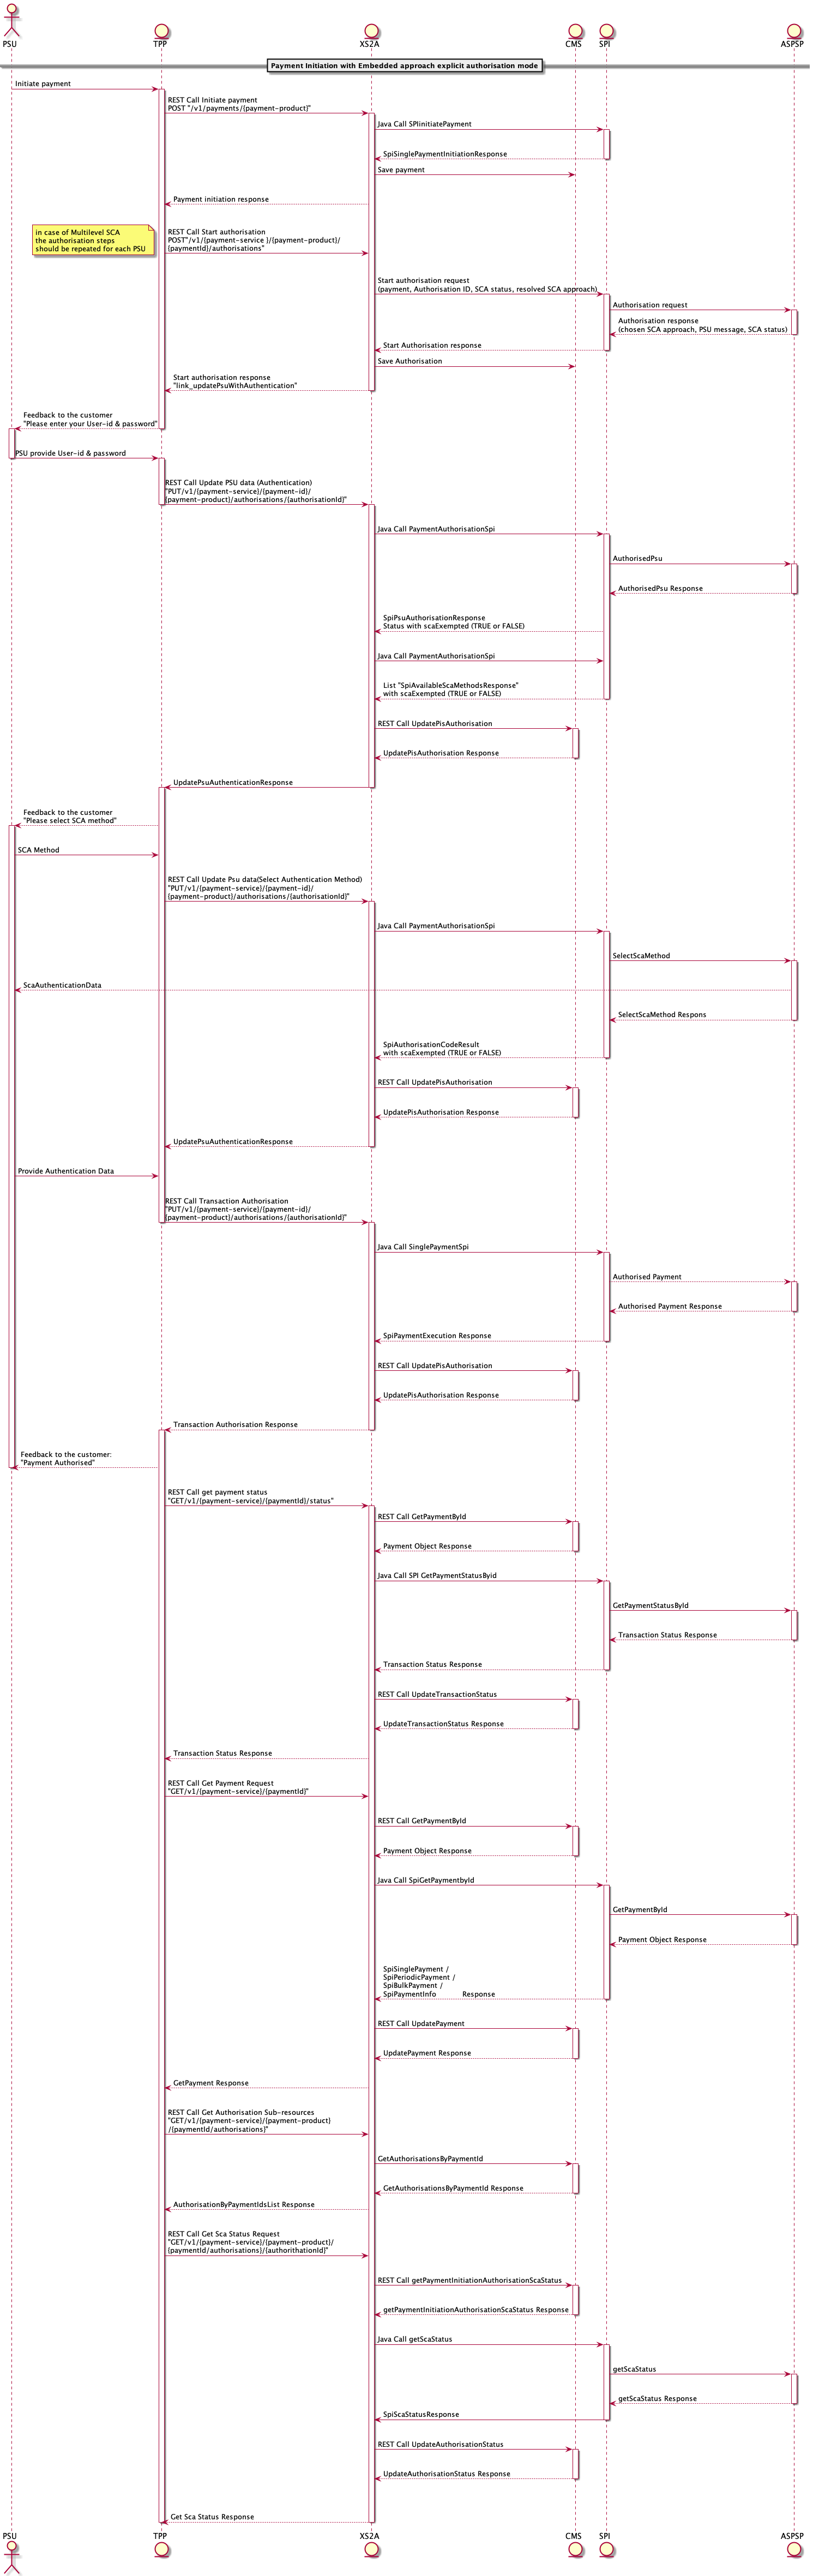 PSU
TPP
XS2A
CMS
SPI
ASPSP
Payment Initiation with Embedded approach explicit authorisation mode
Initiate payment
REST Call Initiate payment
POST "/v1/payments/{payment-product}"
Java Call SPIinitiatePayment
SpiSinglePaymentInitiationResponse
Save payment
Payment initiation response
in case of Multilevel SCA
the authorisation steps
should be repeated for each PSU
REST Call Start authorisation
POST"/v1/{payment-service }/{payment-product}/
{paymentId}/authorisations"
Start authorisation request
(payment, Authorisation ID, SCA status, resolved SCA approach)
Authorisation request
Authorisation response
(chosen SCA approach, PSU message, SCA status)
Start Authorisation response
Save Authorisation
Start authorisation response
"link_updatePsuWithAuthentication"
Feedback to the customer
"Please enter your User-id & password"
PSU provide User-id & password
REST Call Update PSU data (Authentication)
"PUT/v1/{payment-service}/{payment-id}/
{payment-product}/authorisations/{authorisationId}"
Java Call PaymentAuthorisationSpi
AuthorisedPsu
AuthorisedPsu Response
SpiPsuAuthorisationResponse
Status with scaExempted (TRUE or FALSE)
Java Call PaymentAuthorisationSpi
List "SpiAvailableScaMethodsResponse"
with scaExempted (TRUE or FALSE)
REST Call UpdatePisAuthorisation
UpdatePisAuthorisation Response
UpdatePsuAuthenticationResponse
Feedback to the customer
"Please select SCA method"
SCA Method
REST Call Update Psu data(Select Authentication Method)
"PUT/v1/{payment-service}/{payment-id}/
{payment-product}/authorisations/{authorisationId}"
Java Call PaymentAuthorisationSpi
SelectScaMethod
ScaAuthenticationData
SelectScaMethod Respons
SpiAuthorisationCodeResult
with scaExempted (TRUE or FALSE)
REST Call UpdatePisAuthorisation
UpdatePisAuthorisation Response
UpdatePsuAuthenticationResponse
Provide Authentication Data
REST Call Transaction Authorisation
"PUT/v1/{payment-service}/{payment-id}/
{payment-product}/authorisations/{authorisationId}"
Java Call SinglePaymentSpi
Authorised Payment
Authorised Payment Response
SpiPaymentExecution Response
REST Call UpdatePisAuthorisation
UpdatePisAuthorisation Response
Transaction Authorisation Response
Feedback to the customer:
"Payment Authorised"
REST Call get payment status
"GET/v1/{payment-service}/{paymentId}/status"
REST Call GetPaymentById
Payment Object Response
Java Call SPI GetPaymentStatusByid
GetPaymentStatusById
Transaction Status Response
Transaction Status Response
REST Call UpdateTransactionStatus
UpdateTransactionStatus Response
Transaction Status Response
REST Call Get Payment Request
"GET/v1/{payment-service}/{paymentId}"
REST Call GetPaymentById
Payment Object Response
Java Call SpiGetPaymentbyId
GetPaymentById
Payment Object Response
SpiSinglePayment /
SpiPeriodicPayment /
SpiBulkPayment /
SpiPaymentInfo Response
REST Call UpdatePayment
UpdatePayment Response
GetPayment Response
REST Call Get Authorisation Sub-resources
"GET/v1/{payment-service}/{payment-product}
/{paymentId/authorisations}"
GetAuthorisationsByPaymentId
GetAuthorisationsByPaymentId Response
AuthorisationByPaymentIdsList Response
REST Call Get Sca Status Request
"GET/v1/{payment-service}/{payment-product}/
{paymentId/authorisations}/{authorithationId}"
REST Call getPaymentInitiationAuthorisationScaStatus
getPaymentInitiationAuthorisationScaStatus Response
Java Call getScaStatus
getScaStatus
getScaStatus Response
SpiScaStatusResponse
REST Call UpdateAuthorisationStatus
UpdateAuthorisationStatus Response
Get Sca Status Response
PSU
TPP
XS2A
CMS
SPI
ASPSP